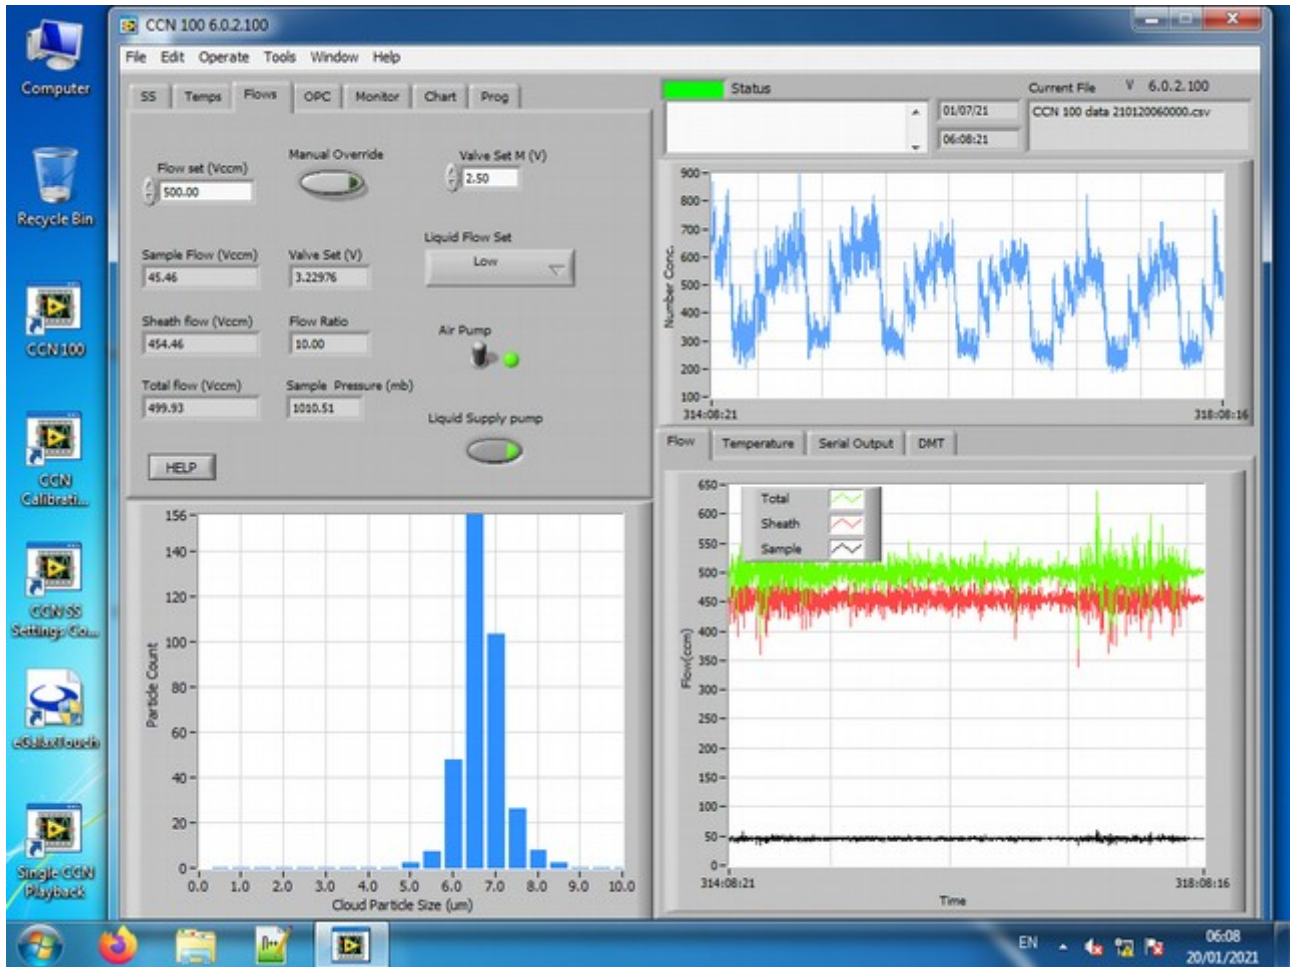 CCN 100 6.0.2.100
File Edit Operate Tools Window Help
Computer
Recycle Bin
CCN 100
CCN
Calibrati...
CCN SS
Settings Co...
eGalaxTouch
Single CCN
Playback
SS Temps Flows OPC Monitor Chart Prog
Flow set (Vccm)
500.00
Manual Override
Valve Set M (V)
2.50
Sample Flow (Vccm)
45.46
Valve Set (V)
3.22976
Liquid Flow Set
Low
Sheath flow (Vccm)
454.46
Flow Ratio
10.00
Air Pump
Total flow (Vccm)
499.93
Sample Pressure (mb)
1010.51
Liquid Supply pump
HELP
Status
Current File V 6.0.2.100
01/07/21
06:08:21
CCN 100 data 210120060000.csv
Number Conc.
900
800
700
600
500
400
300
200
100
314:08:21 318:08:16
Flow Temperature Serial Output DMT
Particle Count
156
140
120
100
80
60
40
20
0
0.0 1.0 2.0 3.0 4.0 5.0 6.0 7.0 8.0 9.0 10.0
Cloud Particle Size (um)
Total
Sheath
Sample
Flow(ccm)
650
600
550
500
450
400
350
300
250
200
150
100
50
0
314:08:21 318:08:16
Time
n++
EN
06:08
20/01/2021